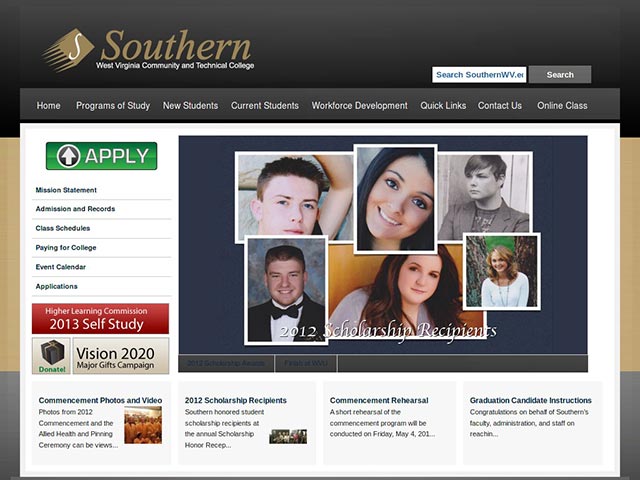 Southern
West Virginia Community and Technical College
Search SouthernWV.ec
Search
Home Programs of Study New Students Current Students Workforce Development Quick Links Contact Us Online Class
APPLY
Mission Statement
Admission and Records
Class Schedules
Paying for College
Event Calendar
Applications
Higher Learning Commission
2013 Self Study
Donate!
Vision 2020
Major Gifts Campaign
2012 Scholarship Recipients
2012 Scholarship Awards Finish at WVU
Commencement Photos and Video
Photos from 2012
Commencement and the
Allied Health and Pinning
Ceremony can be views...
2012 Scholarship Recipients
Southern honored student
scholarship recipients at
the annual Scholarship
Honor Recep...
Commencement Rehearsal
A short rehearsal of the
commencement program will be
conducted on Friday, May 4, 201...
Graduation Candidate Instructions
Congratulations on behalf of Southern's
faculty, administration, and staff on
reachin...